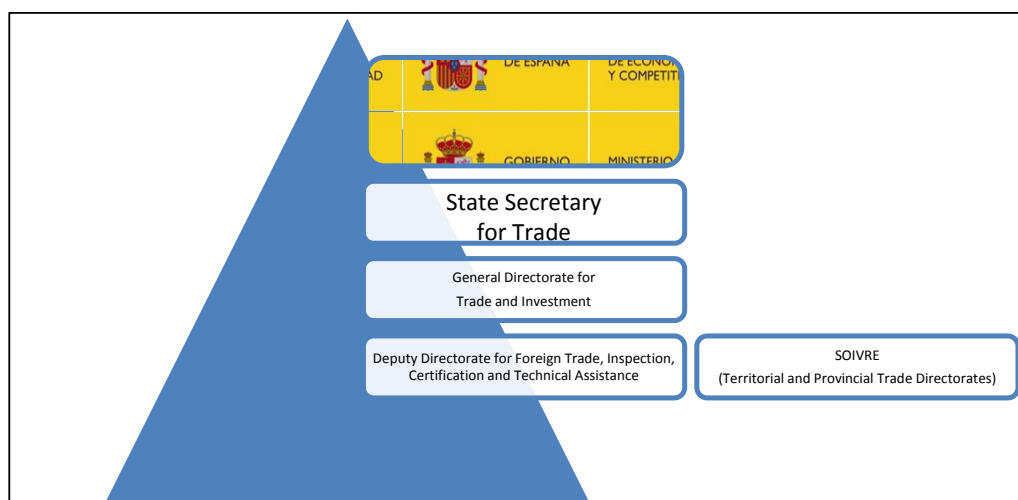 AD
DE ESPAÑA
DE ECONOM
Y COMPETITI
GOBIERNO
MINISTERIO
State Secretary
for Trade
General Directorate for
Trade and Investment
Deputy Directorate for Foreign Trade, Inspection,
Certification and Technical Assistance
SOIVRE
(Territorial and Provincial Trade Directorates)